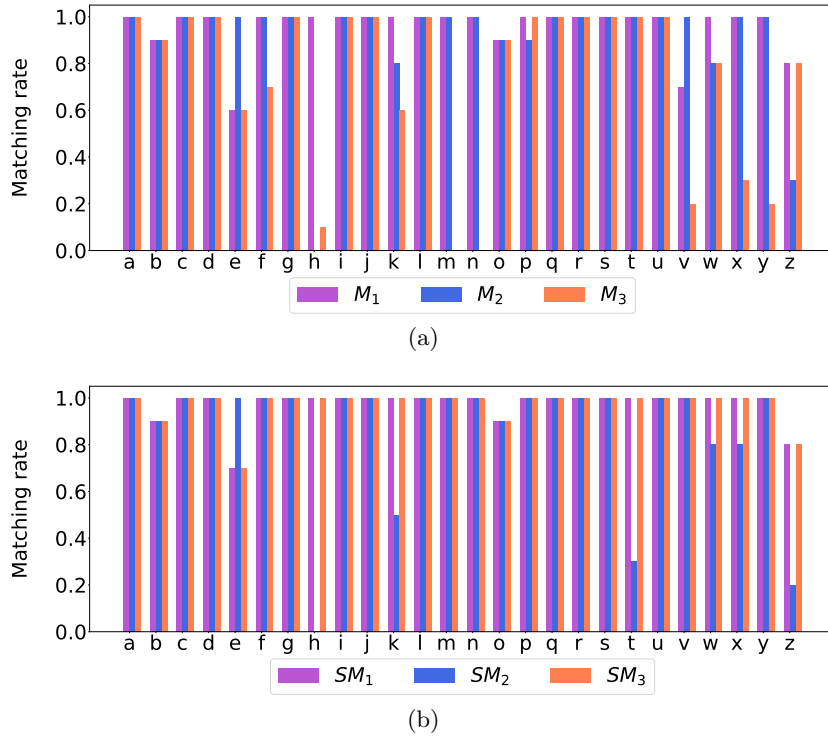 1.0
0.8
0.6
0.4
0.2
0.0
Matching rate
a b c d e f g h i j k l m n o p q r s t u v w x y z
M₁ M₂ M₃
(a)
1.0
0.8
0.6
0.4
0.2
0.0
Matching rate
a b c d e f g h i j k l m n o p q r s t u v w x y z
SM₁ SM₂ SM₃
(b)